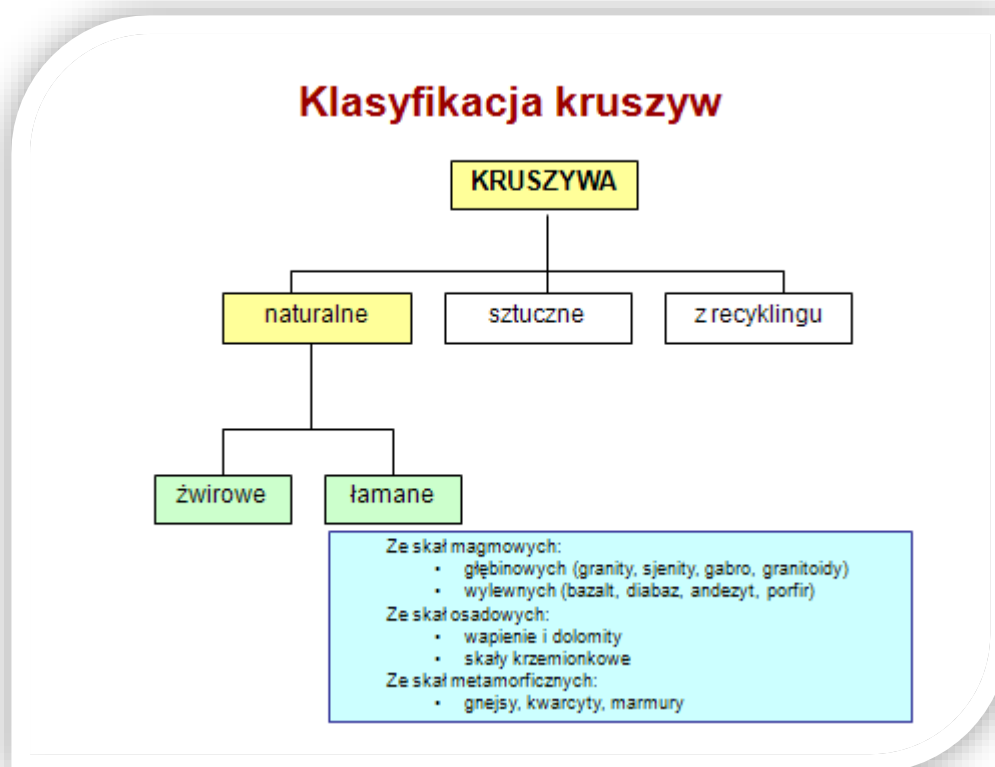 Klasyfikacja kruszyw
KRUSZYWA
naturalne
sztuczne
z recyklingu
żwirowe
łamane
Ze skał magmowych:
• głębinowych (granity, sjenity, gabro, granitoidy)
• wylewnych (bazalt, diabaz, andezyt, porfir)
Ze skał osadowych:
• wapienie i dolomity
• skały krzemionkowe
Ze skał metamorficznych:
• gnejsy, kwarcyty, marmury